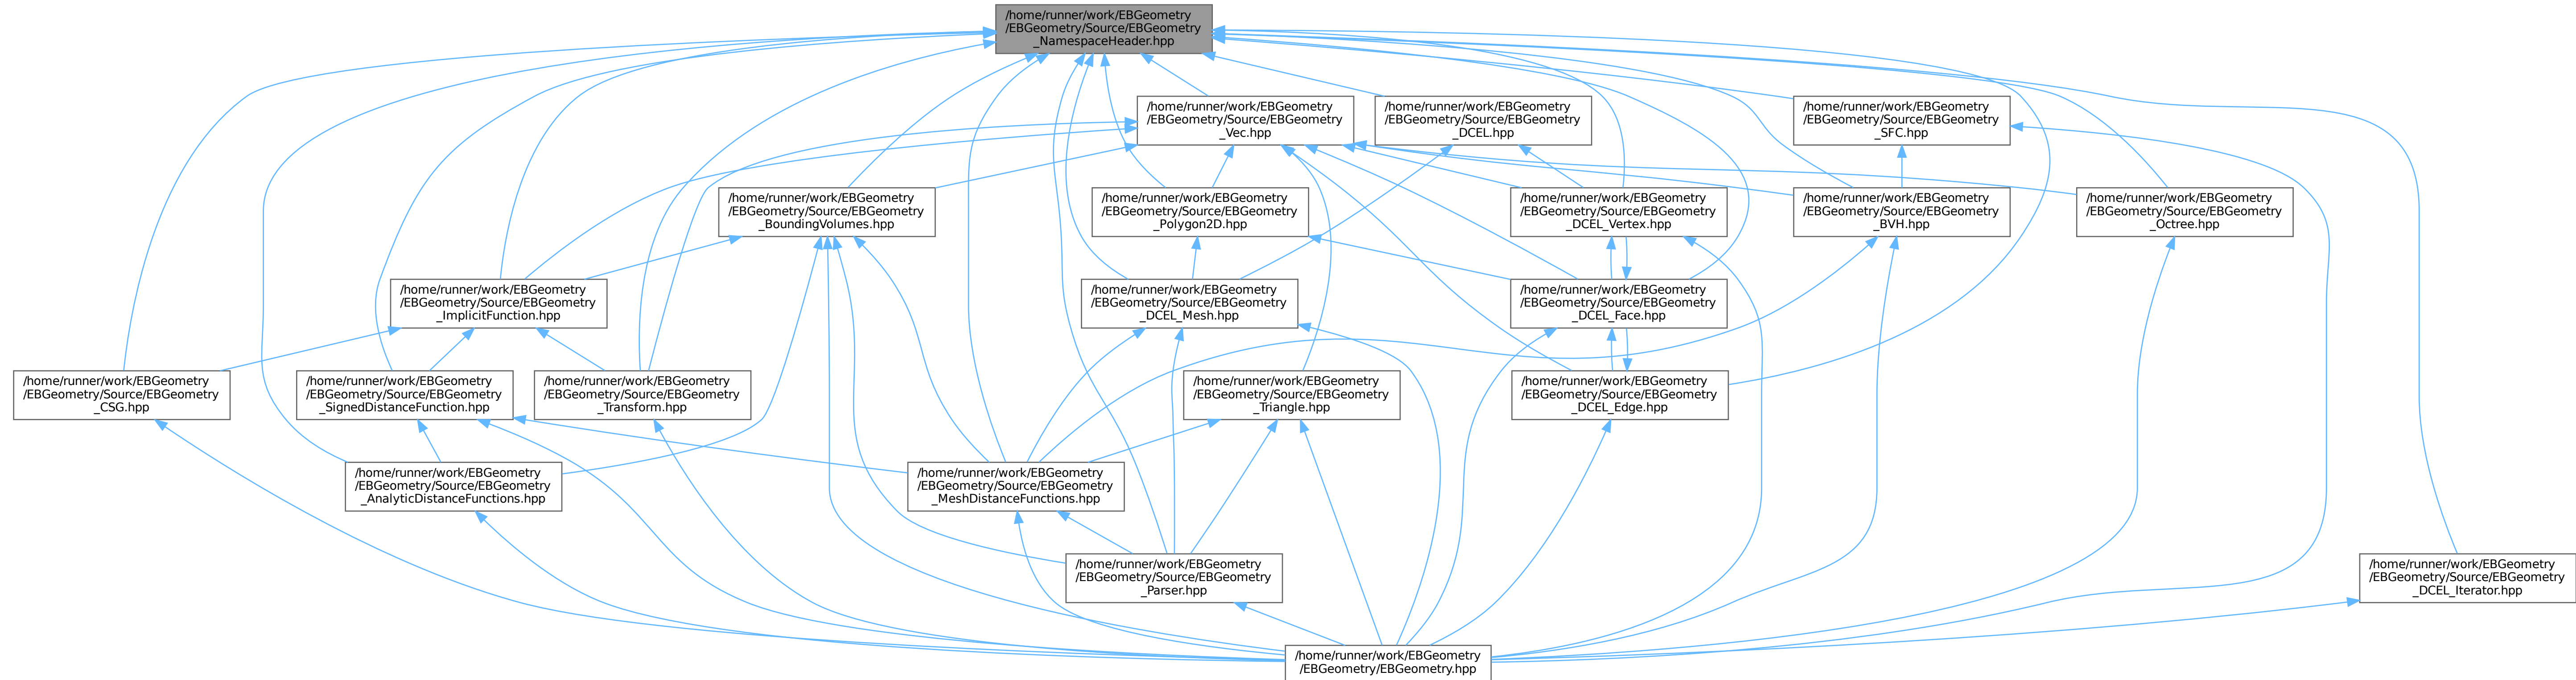 /home/runner/work/EBGeometry
/EBGeometry/Source/EBGeometry
_NamespaceHeader.hpp
/home/runner/work/EBGeometry
/EBGeometry/Source/EBGeometry
_Vec.hpp
/home/runner/work/EBGeometry
/EBGeometry/Source/EBGeometry
_DCEL.hpp
/home/runner/work/EBGeometry
/EBGeometry/Source/EBGeometry
_SFC.hpp
/home/runner/work/EBGeometry
/EBGeometry/Source/EBGeometry
_BoundingVolumes.hpp
/home/runner/work/EBGeometry
/EBGeometry/Source/EBGeometry
_Polygon2D.hpp
/home/runner/work/EBGeometry
/EBGeometry/Source/EBGeometry
_DCEL_Vertex.hpp
/home/runner/work/EBGeometry
/EBGeometry/Source/EBGeometry
_BVH.hpp
/home/runner/work/EBGeometry
/EBGeometry/Source/EBGeometry
_Octree.hpp
/home/runner/work/EBGeometry
/EBGeometry/Source/EBGeometry
_ImplicitFunction.hpp
/home/runner/work/EBGeometry
/EBGeometry/Source/EBGeometry
_DCEL_Mesh.hpp
/home/runner/work/EBGeometry
/EBGeometry/Source/EBGeometry
_DCEL_Face.hpp
/home/runner/work/EBGeometry
/EBGeometry/Source/EBGeometry
_CSG.hpp
/home/runner/work/EBGeometry
/EBGeometry/Source/EBGeometry
_SignedDistanceFunction.hpp
/home/runner/work/EBGeometry
/EBGeometry/Source/EBGeometry
_Transform.hpp
/home/runner/work/EBGeometry
/EBGeometry/Source/EBGeometry
_Triangle.hpp
/home/runner/work/EBGeometry
/EBGeometry/Source/EBGeometry
_DCEL_Edge.hpp
/home/runner/work/EBGeometry
/EBGeometry/Source/EBGeometry
_AnalyticDistanceFunctions.hpp
/home/runner/work/EBGeometry
/EBGeometry/Source/EBGeometry
_MeshDistanceFunctions.hpp
/home/runner/work/EBGeometry
/EBGeometry/Source/EBGeometry
_Parser.hpp
/home/runner/work/EBGeometry
/EBGeometry/Source/EBGeometry
_DCEL_Iterator.hpp
/home/runner/work/EBGeometry
/EBGeometry/EBGeometry.hpp